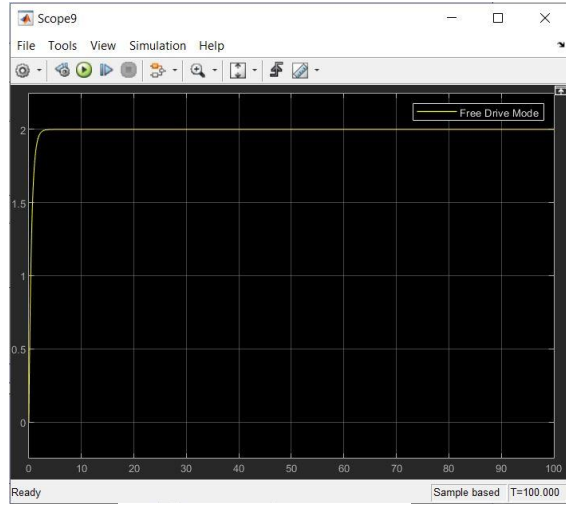 Scope9
File Tools View Simulation Help
Free Drive Mode
2
1.5
1
0.5
0
0 10 20 30 40 50 60 70 80 90 100
Ready Sample based T=100.000